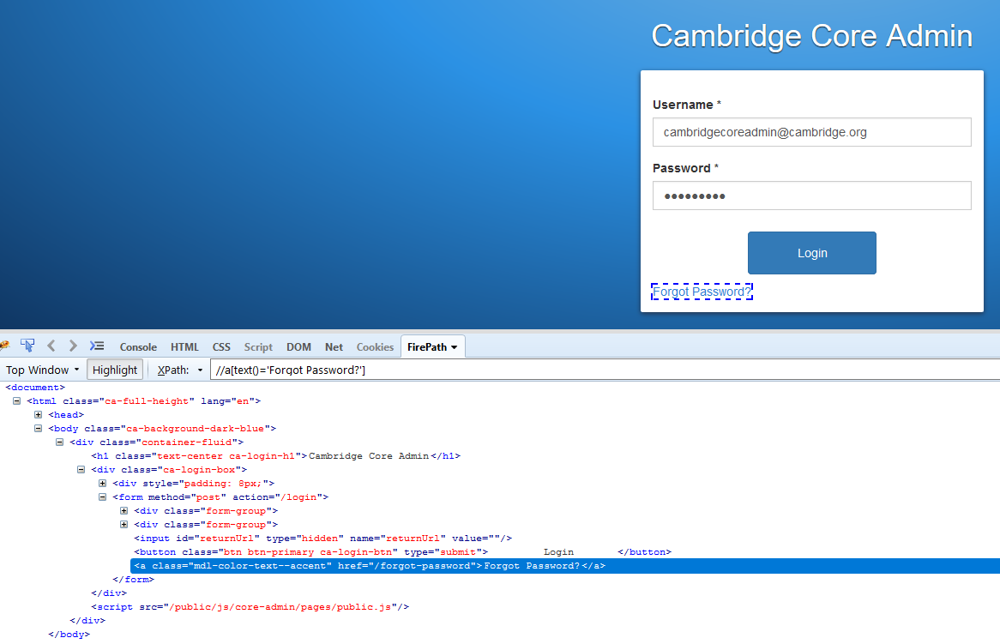 Cambridge Core Admin
Username *
cambridgecoreadmin@cambridge.org
Password *
●●●●●●●●●
Login
Forgot Password?
Console HTML CSS Script DOM Net Cookies FirePath
Top Window Highlight XPath: //a[text()='Forgot Password?']
<document>
<html class="ca-full-height" lang="en">
<head>
<body class="ca-background-dark-blue">
<div class="container-fluid">
<h1 class="text-center ca-login-h1">Cambridge Core Admin</h1>
<div class="ca-login-box">
<div style="padding: 8px;">
<form method="post" action="/login">
<div class="form-group">
<div class="form-group">
<input id="returnUrl" type="hidden" name="returnUrl" value=""/>
<button class="btn btn-primary ca-login-btn" type="submit"> Login </button>
<a class="mdl-color-text--accent" href="/forgot-password">Forgot Password?</a>
</form>
</div>
<script src="/public/js/core-admin/pages/public.js"/>
</div>
</body>